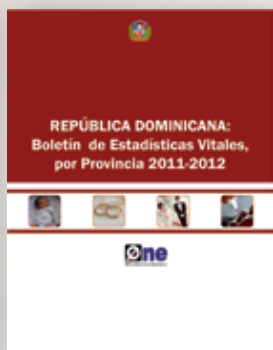 REPÚBLICA DOMINICANA:
Boletín de Estadísticas Vitales,
por Provincia 2011-2012
One